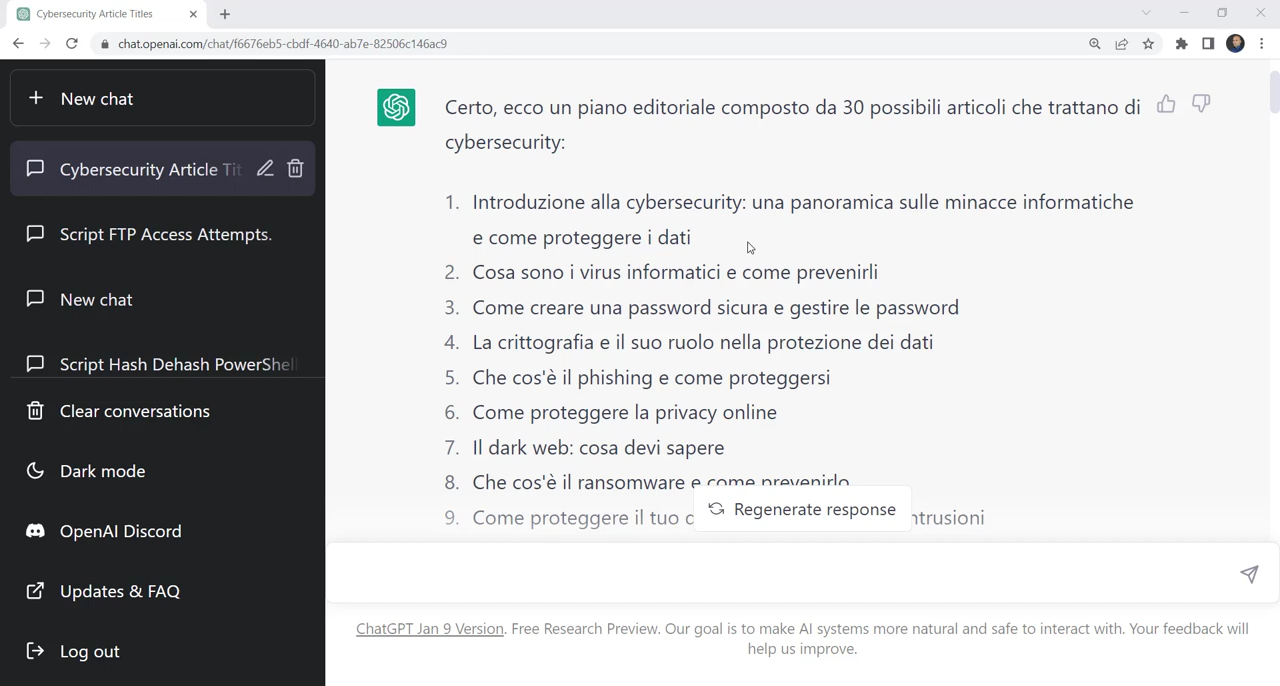 Cybersecurity Article Titles
chat.openai.com/chat/f6676eb5-cbdf-4640-ab7e-82506c146ac9
New chat
Cybersecurity Article Tit
Script FTP Access Attempts.
New chat
Script Hash Dehash PowerShell
Clear conversations
Dark mode
OpenAI Discord
Updates & FAQ
Log out
Certo, ecco un piano editoriale composto da 30 possibili articoli che trattano di
cybersecurity:
1. Introduzione alla cybersecurity: una panoramica sulle minacce informatiche
e come proteggere i dati
2. Cosa sono i virus informatici e come prevenirli
3. Come creare una password sicura e gestire le password
4. La crittografia e il suo ruolo nella protezione dei dati
5. Che cos'è il phishing e come proteggersi
6. Come proteggere la privacy online
7. Il dark web: cosa devi sapere
8. Che cos'è il ransomware e come prevenirlo
9. Come proteggere il tuo
Regenerate response
ChatGPT Jan 9 Version. Free Research Preview. Our goal is to make AI systems more natural and safe to interact with. Your feedback will
help us improve.